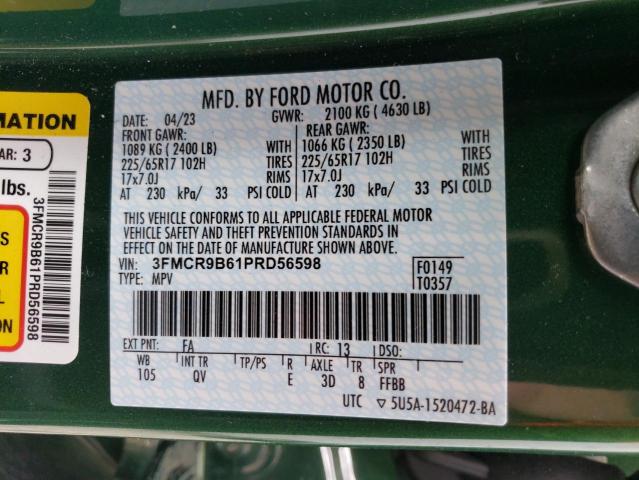 MFD. BY FORD MOTOR CO.
DATE: 04/23 GVWR: 2100 KG ( 4630 LB)
FRONT GAWR: REAR GAWR:
1089 KG ( 2400 LB) WITH 1066 KG ( 2350 LB) WITH
225/65R17 102H TIRES 225/65R17 102H TIRES
17x7.0J RIMS 17x7.0J RIMS
AT 230 kPa/ 33 PSI COLD AT 230 kPa/ 33 PSI COLD
THIS VEHICLE CONFORMS TO ALL APPLICABLE FEDERAL MOTOR
VEHICLE SAFETY AND THEFT PREVENTION STANDARDS IN
EFFECT ON THE DATE OF MANUFACTURE SHOWN ABOVE.
VIN: 3FMCR9B61PRD56598 F0149
TYPE: MPV T0357
EXT PNT: FA RC: 13 DSO:
WB INT TR TP/PS R AXLE TR SPR
105 QV E 3D 8 FFBB
UTC ▽ 5U5A-1520472-BA
MATION
AR: 3
lbs.
S
R
L
9N
3FMCR9B61PRD56598